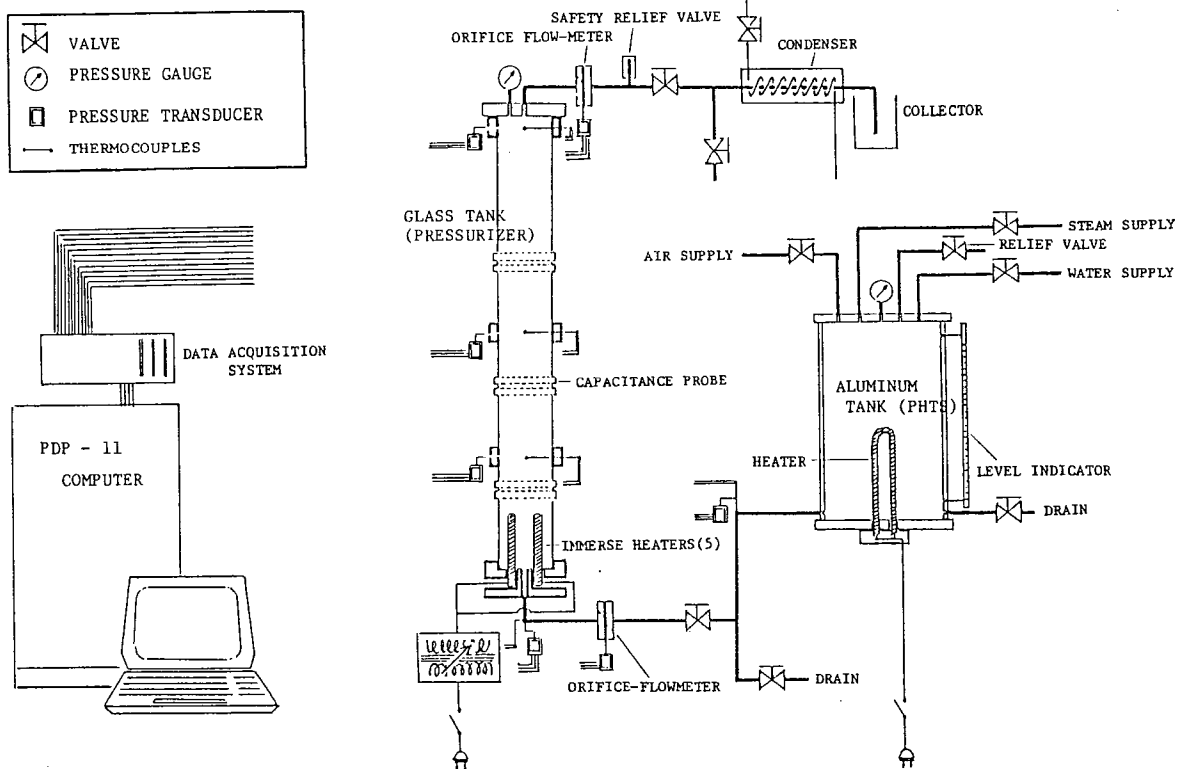 VALVE
PRESSURE GAUGE
PRESSURE TRANSDUCER
THERMOCOUPLES
SAFETY RELIEF VALVE
ORIFICE FLOW-METER
CONDENSER
COLLECTOR
GLASS TANK
(PRESSURIZER)
STEAM SUPPLY
RELIEF VALVE
AIR SUPPLY
WATER SUPPLY
DATA ACQUISITION
SYSTEM
CAPACITANCE PROBE
ALUMINUM
TANK (PHTS)
PDP - 11
COMPUTER
HEATER
LEVEL INDICATOR
DRAIN
IMMERSE HEATERS(5)
ORIFICE-FLOWMETER
DRAIN